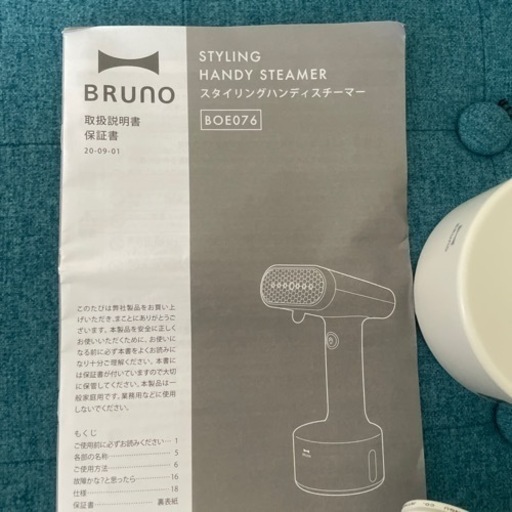 BRUNO
取扱説明書
保証書
20-09-01
STYLING
HANDY STEAMER
スタイリングハンディスチーマー
BOE076
このたびは弊社製品をお買い上
げいただき、まことにありがとうご
ざいます。本製品を安全に正しく
お使いいただくために、お使いに
なる前に必ず本書をよくお読みに
なり十分ご理解ください。本書に
は保証書が付いていますので大切
に保管してください。本製品は一
般家庭用です。業務用などに使用
しないでください。
もくじ
ご使用前に必ずお読みください… 1
各部の名称 5
ご使用方法 6
故障かな?と思ったら 16
仕様 18
保証書 裏表紙